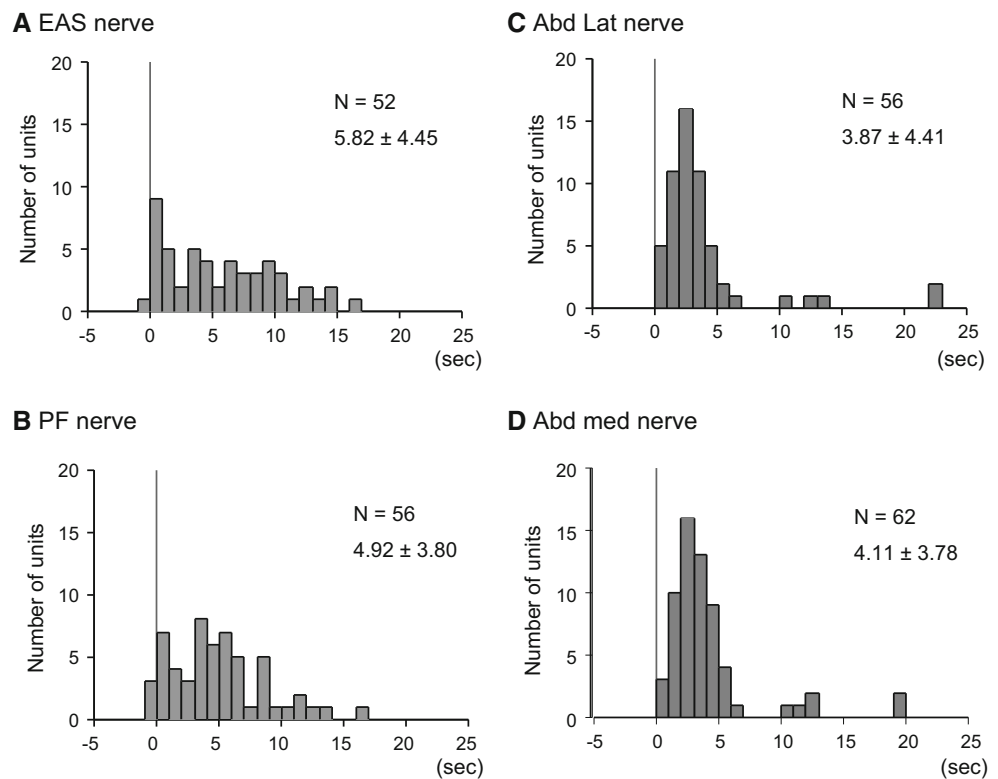 A EAS nerve
20
15
10
5
0
Number of units
N = 52
5.82 ± 4.45
-5 0 5 10 15 20 25
(sec)
C Abd Lat nerve
20
15
10
5
0
Number of units
N = 56
3.87 ± 4.41
-5 0 5 10 15 20 25
(sec)
B PF nerve
20
15
10
5
0
Number of units
N = 56
4.92 ± 3.80
-5 0 5 10 15 20 25
(sec)
D Abd med nerve
20
15
10
5
0
Number of units
N = 62
4.11 ± 3.78
-5 0 5 10 15 20 25
(sec)